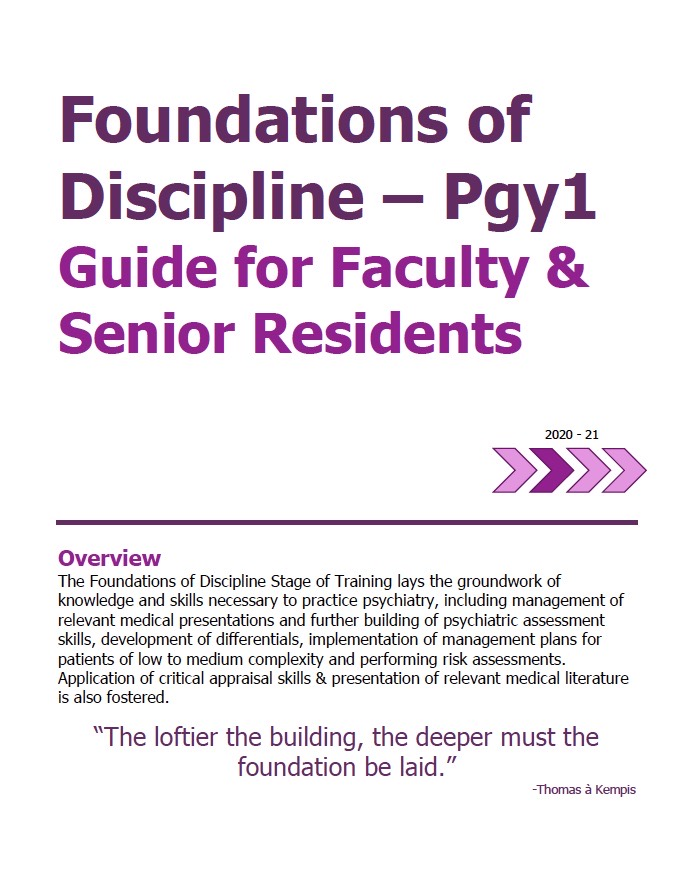 Foundations of
Discipline – Pgy1
Guide for Faculty &
Senior Residents
2020 - 21
Overview
The Foundations of Discipline Stage of Training lays the groundwork of
knowledge and skills necessary to practice psychiatry, including management of
relevant medical presentations and further building of psychiatric assessment
skills, development of differentials, implementation of management plans for
patients of low to medium complexity and performing risk assessments.
Application of critical appraisal skills & presentation of relevant medical literature
is also fostered.
“The loftier the building, the deeper must the
foundation be laid.”
-Thomas à Kempis